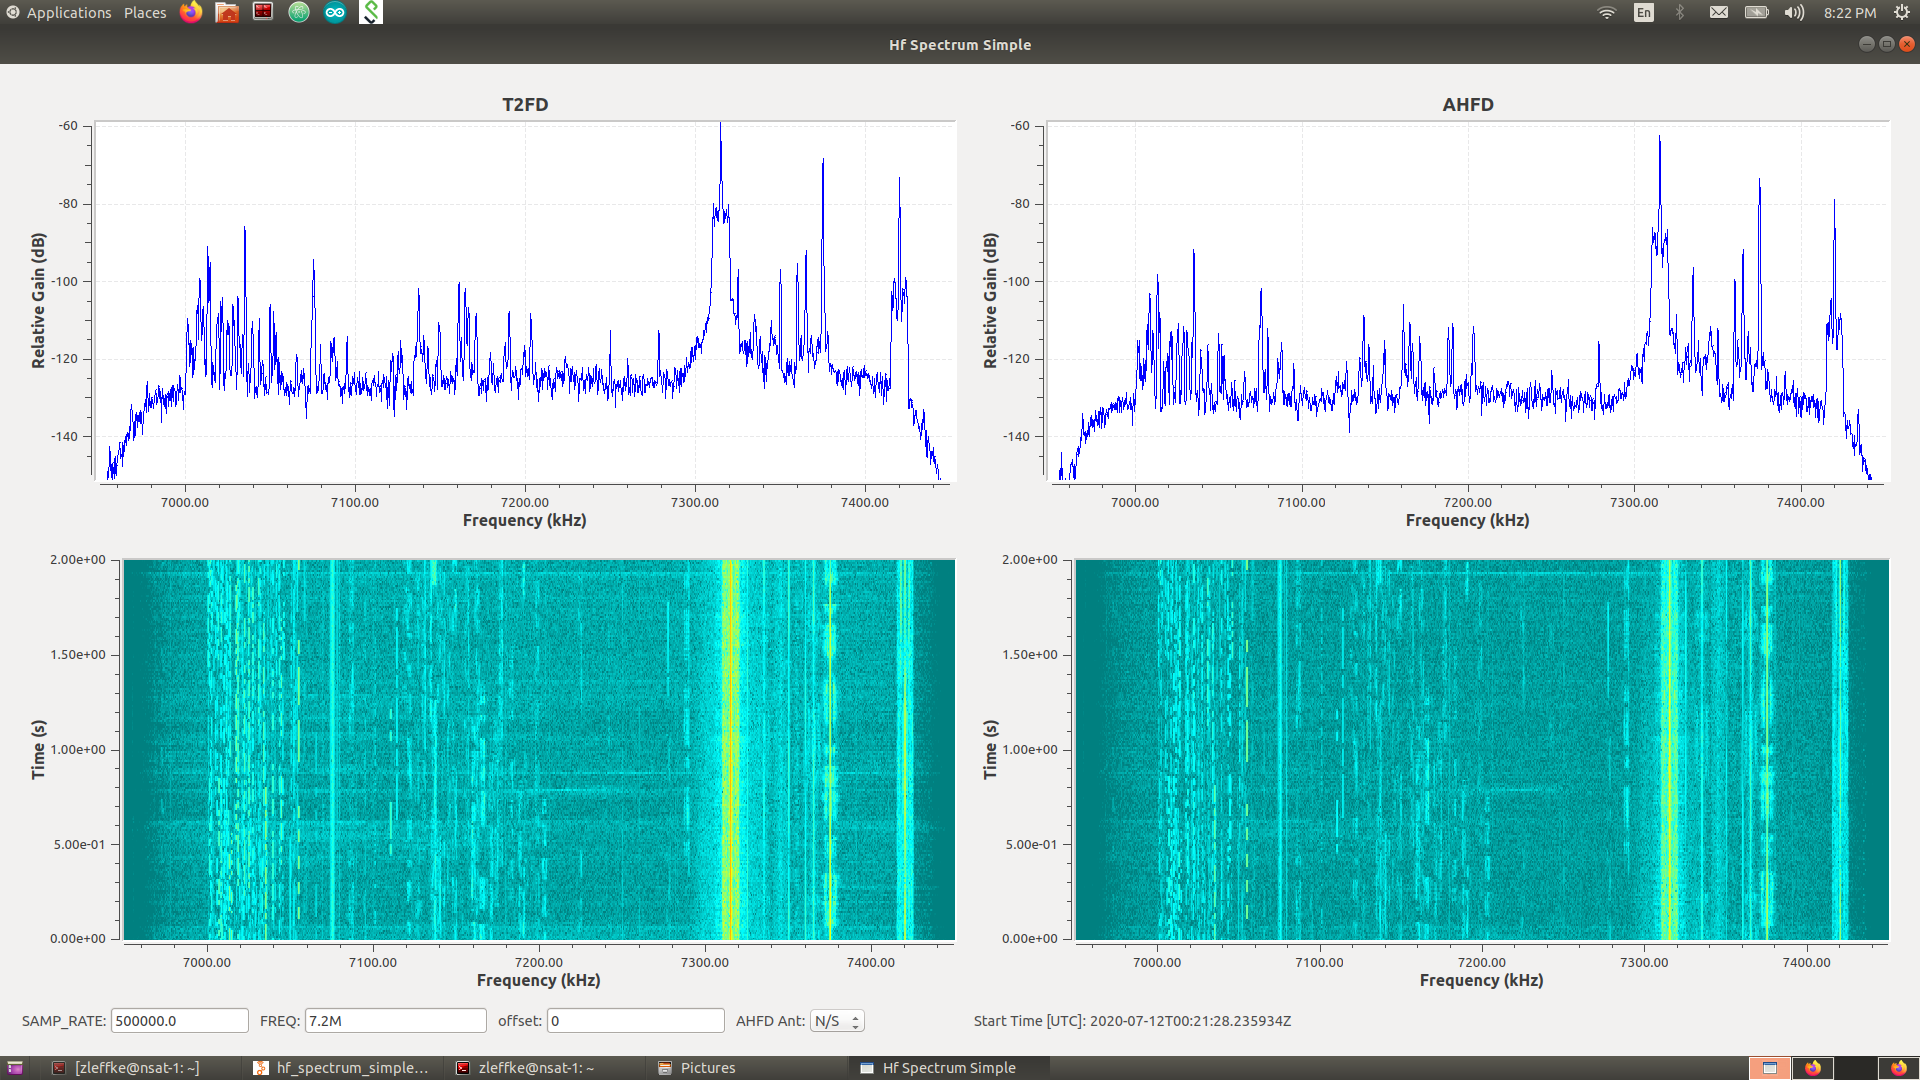 Applications Places En 8:22 PM
Hf Spectrum Simple
T2FD
-60
-80
-100
-120
-140
Relative Gain (dB)
7000.00 7100.00 7200.00 7300.00 7400.00
Frequency (kHz)
AHFD
-60
-80
-100
-120
-140
Relative Gain (dB)
7000.00 7100.00 7200.00 7300.00 7400.00
Frequency (kHz)
2.00e+00
1.50e+00
1.00e+00
5.00e-01
0.00e+00
Time (s)
7000.00 7100.00 7200.00 7300.00 7400.00
Frequency (kHz)
2.00e+00
1.50e+00
1.00e+00
5.00e-01
0.00e+00
Time (s)
7000.00 7100.00 7200.00 7300.00 7400.00
Frequency (kHz)
SAMP_RATE: 500000.0 FREQ: 7.2M offset: 0 AHFD Ant: N/S Start Time [UTC]: 2020-07-12T00:21:28.235934Z
[zleffke@nsat-1: ~] hf_spectrum_simple... zleffke@nsat-1: ~ Pictures Hf Spectrum Simple